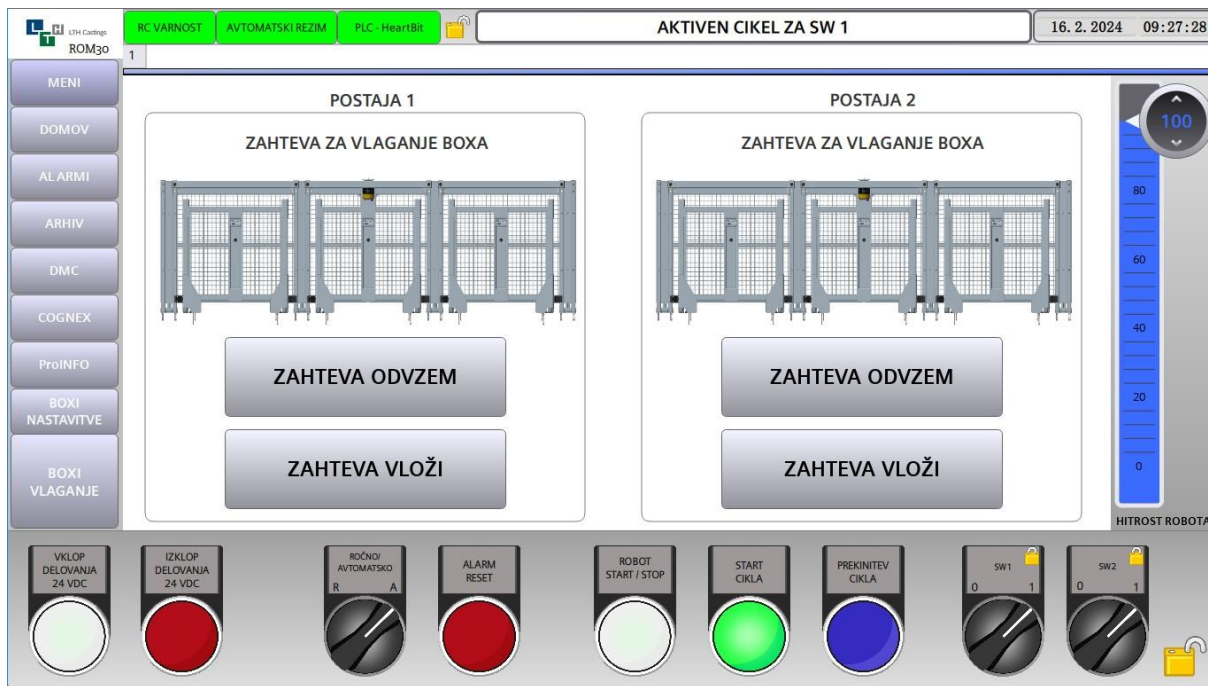 LTH
LTH Castings
ROM30
RC VARNOST
AVTOMATSKI REZIM
PLC - HeartBit
AKTIVEN CIKEL ZA SW 1
16. 2. 2024
09:27:28
1
MENI
DOMOV
ALARMI
ARHIV
DMC
COGNEX
ProINFO
BOXI
NASTAVITVE
BOXI
VLAGANJE
POSTAJA 1
ZAHTEVA ZA VLAGANJE BOXA
ZAHTEVA ODVZEM
ZAHTEVA VLOŽI
POSTAJA 2
ZAHTEVA ZA VLAGANJE BOXA
ZAHTEVA ODVZEM
ZAHTEVA VLOŽI
100
80
60
40
20
0
HITROST ROBOTA
VKLOP
DELOVANJA
24 VDC
IZKLOP
DELOVANJA
24 VDC
ROČNO/
AVTOMATSKO
R A
ALARM
RESET
ROBOT
START / STOP
START
CIKLA
PREKINITEV
CIKLA
SW1
0 1
SW2
0 1